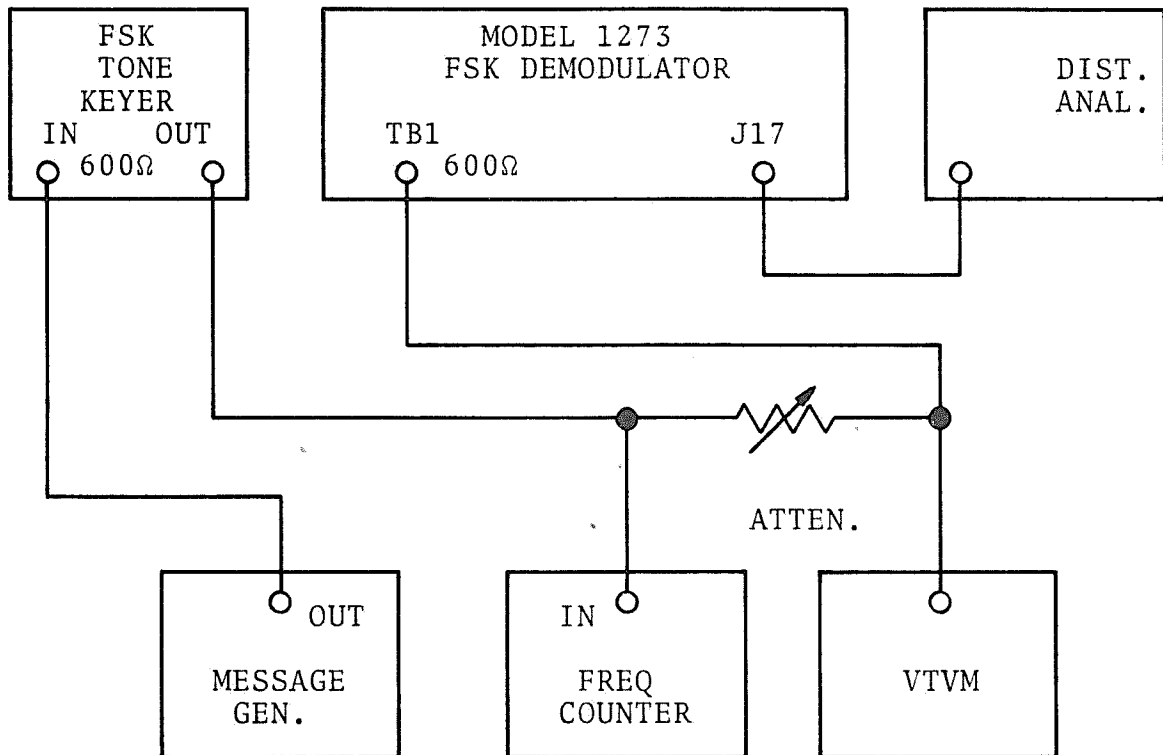 FSK
TONE
KEYER
IN OUT
600Ω
MODEL 1273
FSK DEMODULATOR
TB1 J17
600Ω
DIST.
ANAL.
ATTEN.
OUT
MESSAGE
GEN.
IN
FREQ
COUNTER
VTVM